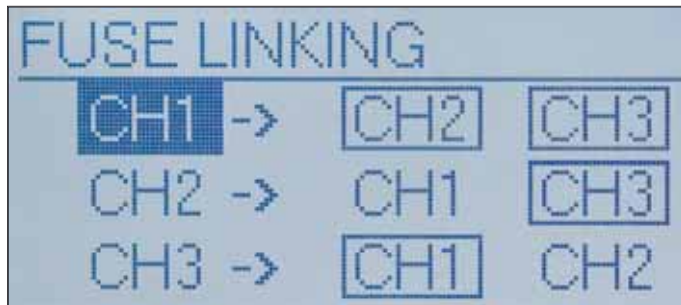 FUSE LINKING
CH1 -> CH2 CH3
CH2 -> CH1 CH3
CH3 -> CH1 CH2